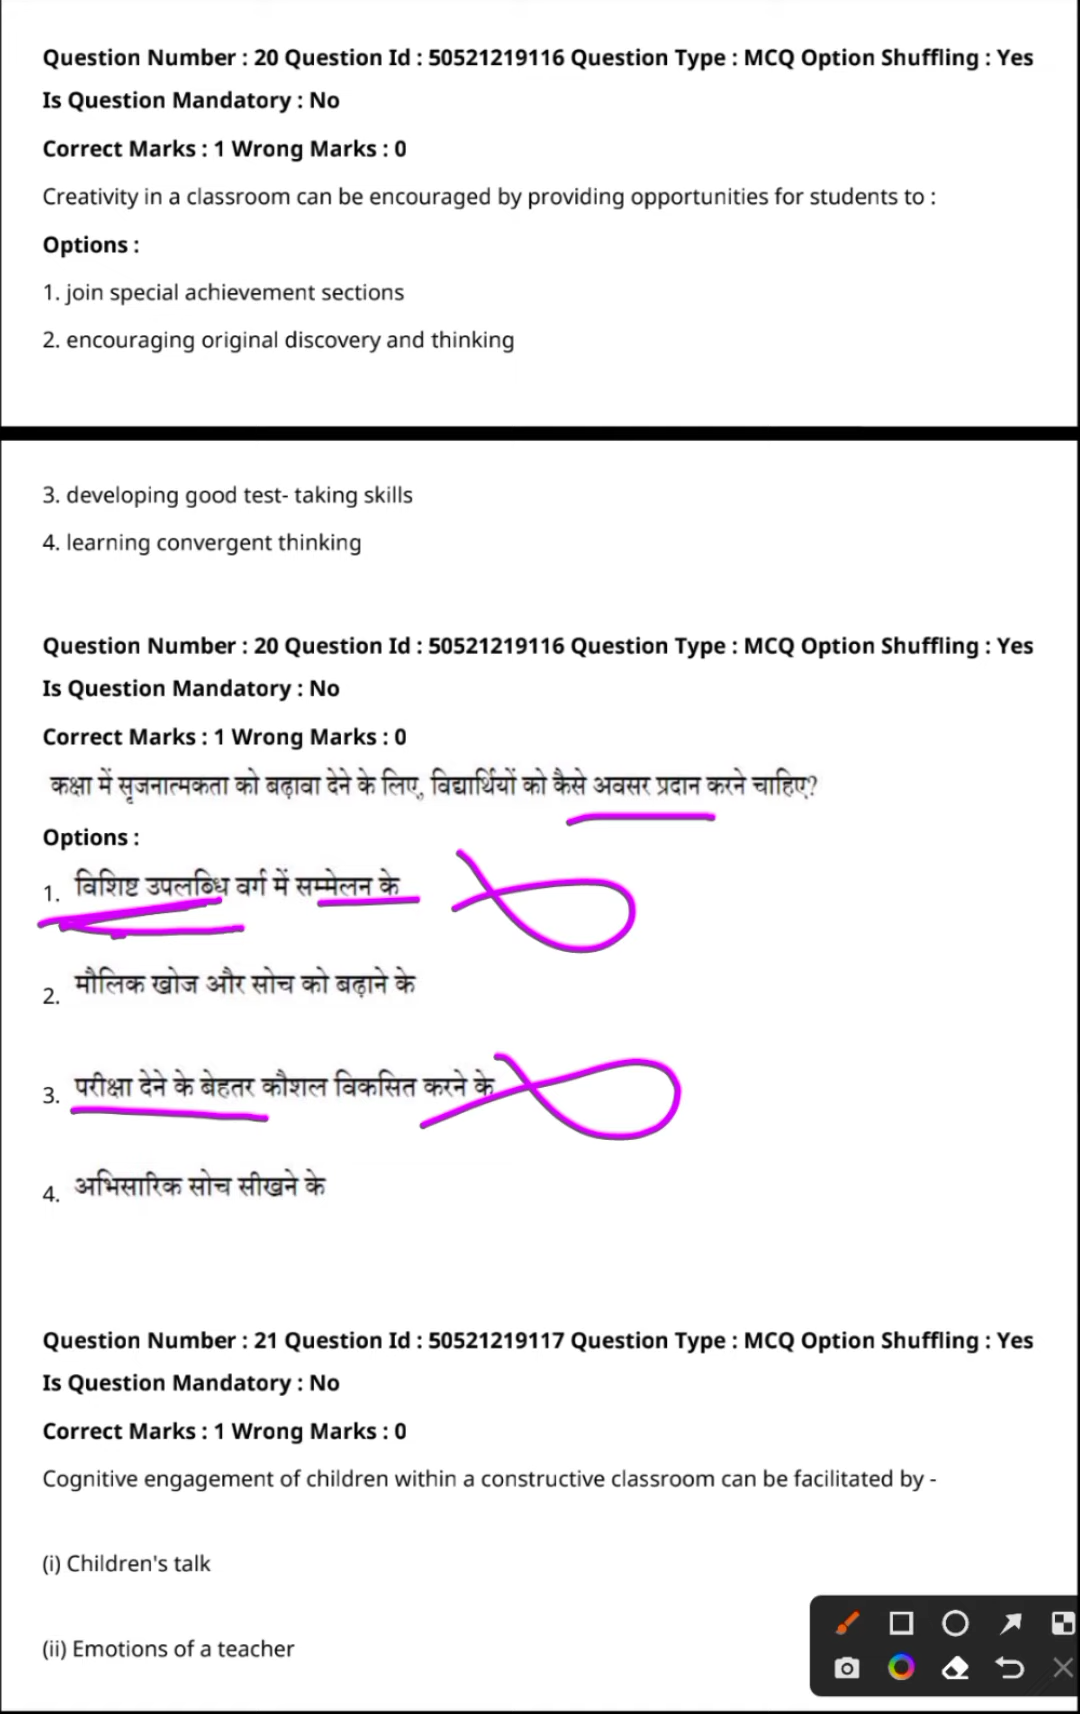 Question Number : 20 Question Id : 50521219116 Question Type : MCQ Option Shuffling : Yes
Is Question Mandatory : No
Correct Marks : 1 Wrong Marks : 0
Creativity in a classroom can be encouraged by providing opportunities for students to :
Options :
1. join special achievement sections
2. encouraging original discovery and thinking
3. developing good test- taking skills
4. learning convergent thinking
Question Number : 20 Question Id : 50521219116 Question Type : MCQ Option Shuffling : Yes
Is Question Mandatory : No
Correct Marks : 1 Wrong Marks : 0
कक्षा में सृजनात्मकता को बढ़ावा देने के लिए, विद्यार्थियों को कैसे अवसर प्रदान करने चाहिए?
Options :
1. विशिष्ट उपलब्धि वर्ग में सम्मेलन के
2. मौलिक खोज और सोच को बढ़ाने के
3. परीक्षा देने के बेहतर कौशल विकसित करने के
4. अभिसारिक सोच सीखने के
Question Number : 21 Question Id : 50521219117 Question Type : MCQ Option Shuffling : Yes
Is Question Mandatory : No
Correct Marks : 1 Wrong Marks : 0
Cognitive engagement of children within a constructive classroom can be facilitated by -
(i) Children's talk
(ii) Emotions of a teacher